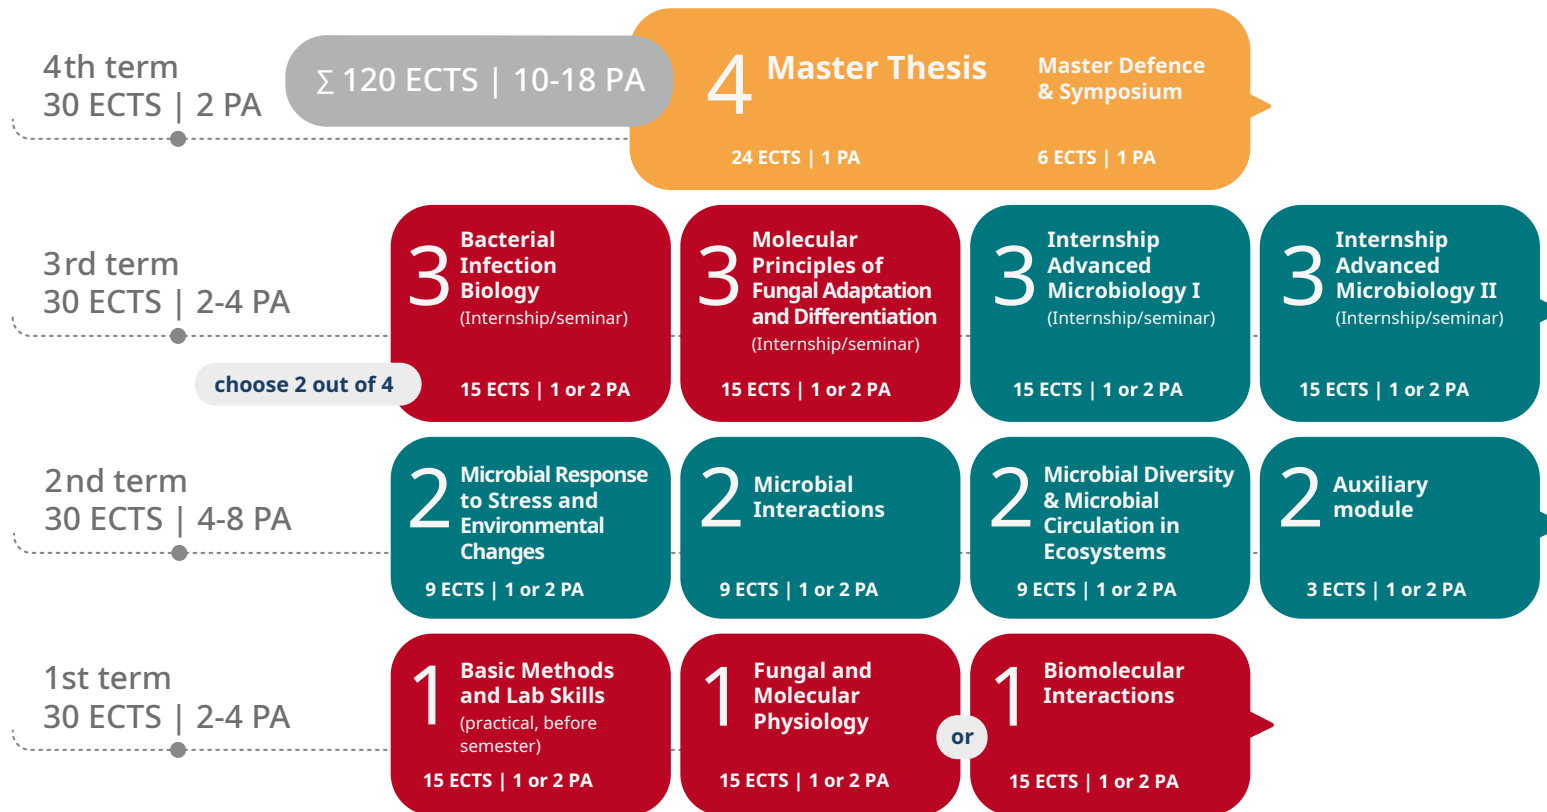 4th term
30 ECTS | 2 PA
∑ 120 ECTS | 10-18 PA
4
Master Thesis
24 ECTS | 1 PA
Master Defence
& Symposium
6 ECTS | 1 PA
3rd term
30 ECTS | 2-4 PA
choose 2 out of 4
3
Bacterial
Infection
Biology
(Internship/seminar)
15 ECTS | 1 or 2 PA
3
Molecular
Principles of
Fungal Adaptation
and Differentiation
(Internship/seminar)
15 ECTS | 1 or 2 PA
3
Internship
Advanced
Microbiology I
(Internship/seminar)
15 ECTS | 1 or 2 PA
3
Internship
Advanced
Microbiology II
(Internship/seminar)
15 ECTS | 1 or 2 PA
2nd term
30 ECTS | 4-8 PA
2
Microbial Response
to Stress and
Environmental
Changes
9 ECTS | 1 or 2 PA
2
Microbial
Interactions
9 ECTS | 1 or 2 PA
2
Microbial Diversity
& Microbial
Circulation in
Ecosystems
9 ECTS | 1 or 2 PA
2
Auxiliary
module
3 ECTS | 1 or 2 PA
1st term
30 ECTS | 2-4 PA
1
Basic Methods
and Lab Skills
(practical, before
semester)
15 ECTS | 1 or 2 PA
1
Fungal and
Molecular
Physiology
15 ECTS | 1 or 2 PA
or
1
Biomolecular
Interactions
15 ECTS | 1 or 2 PA